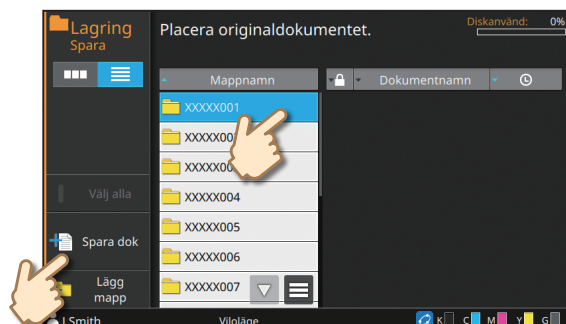 Lagring
Spara
Placera originaldokumentet.
Diskanvänd: 0%
Mappnamn
Dokumentnamn
XXXXX001
XXXXX004
XXXXX005
XXXXX006
XXXXX007
Välj alla
Spara dok
Lägg
mapp
Smith
Viloläge
K
C
M
Y
G